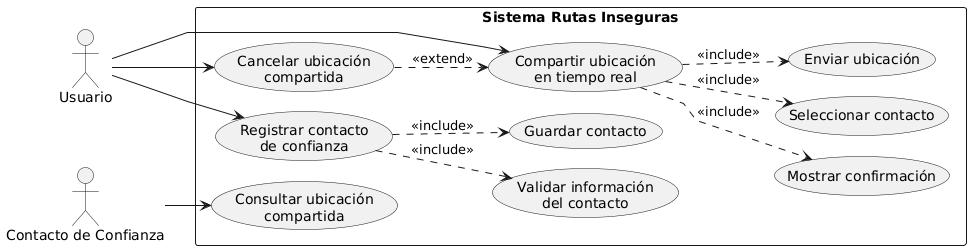 Sistema Rutas Inseguras
Usuario
Cancelar ubicación
compartida
«extend»
Compartir ubicación
en tiempo real
«include»
Enviar ubicación
«include»
Seleccionar contacto
«include»
Mostrar confirmación
Registrar contacto
de confianza
«include»
Guardar contacto
«include»
Validar información
del contacto
Contacto de Confianza
Consultar ubicación
compartida